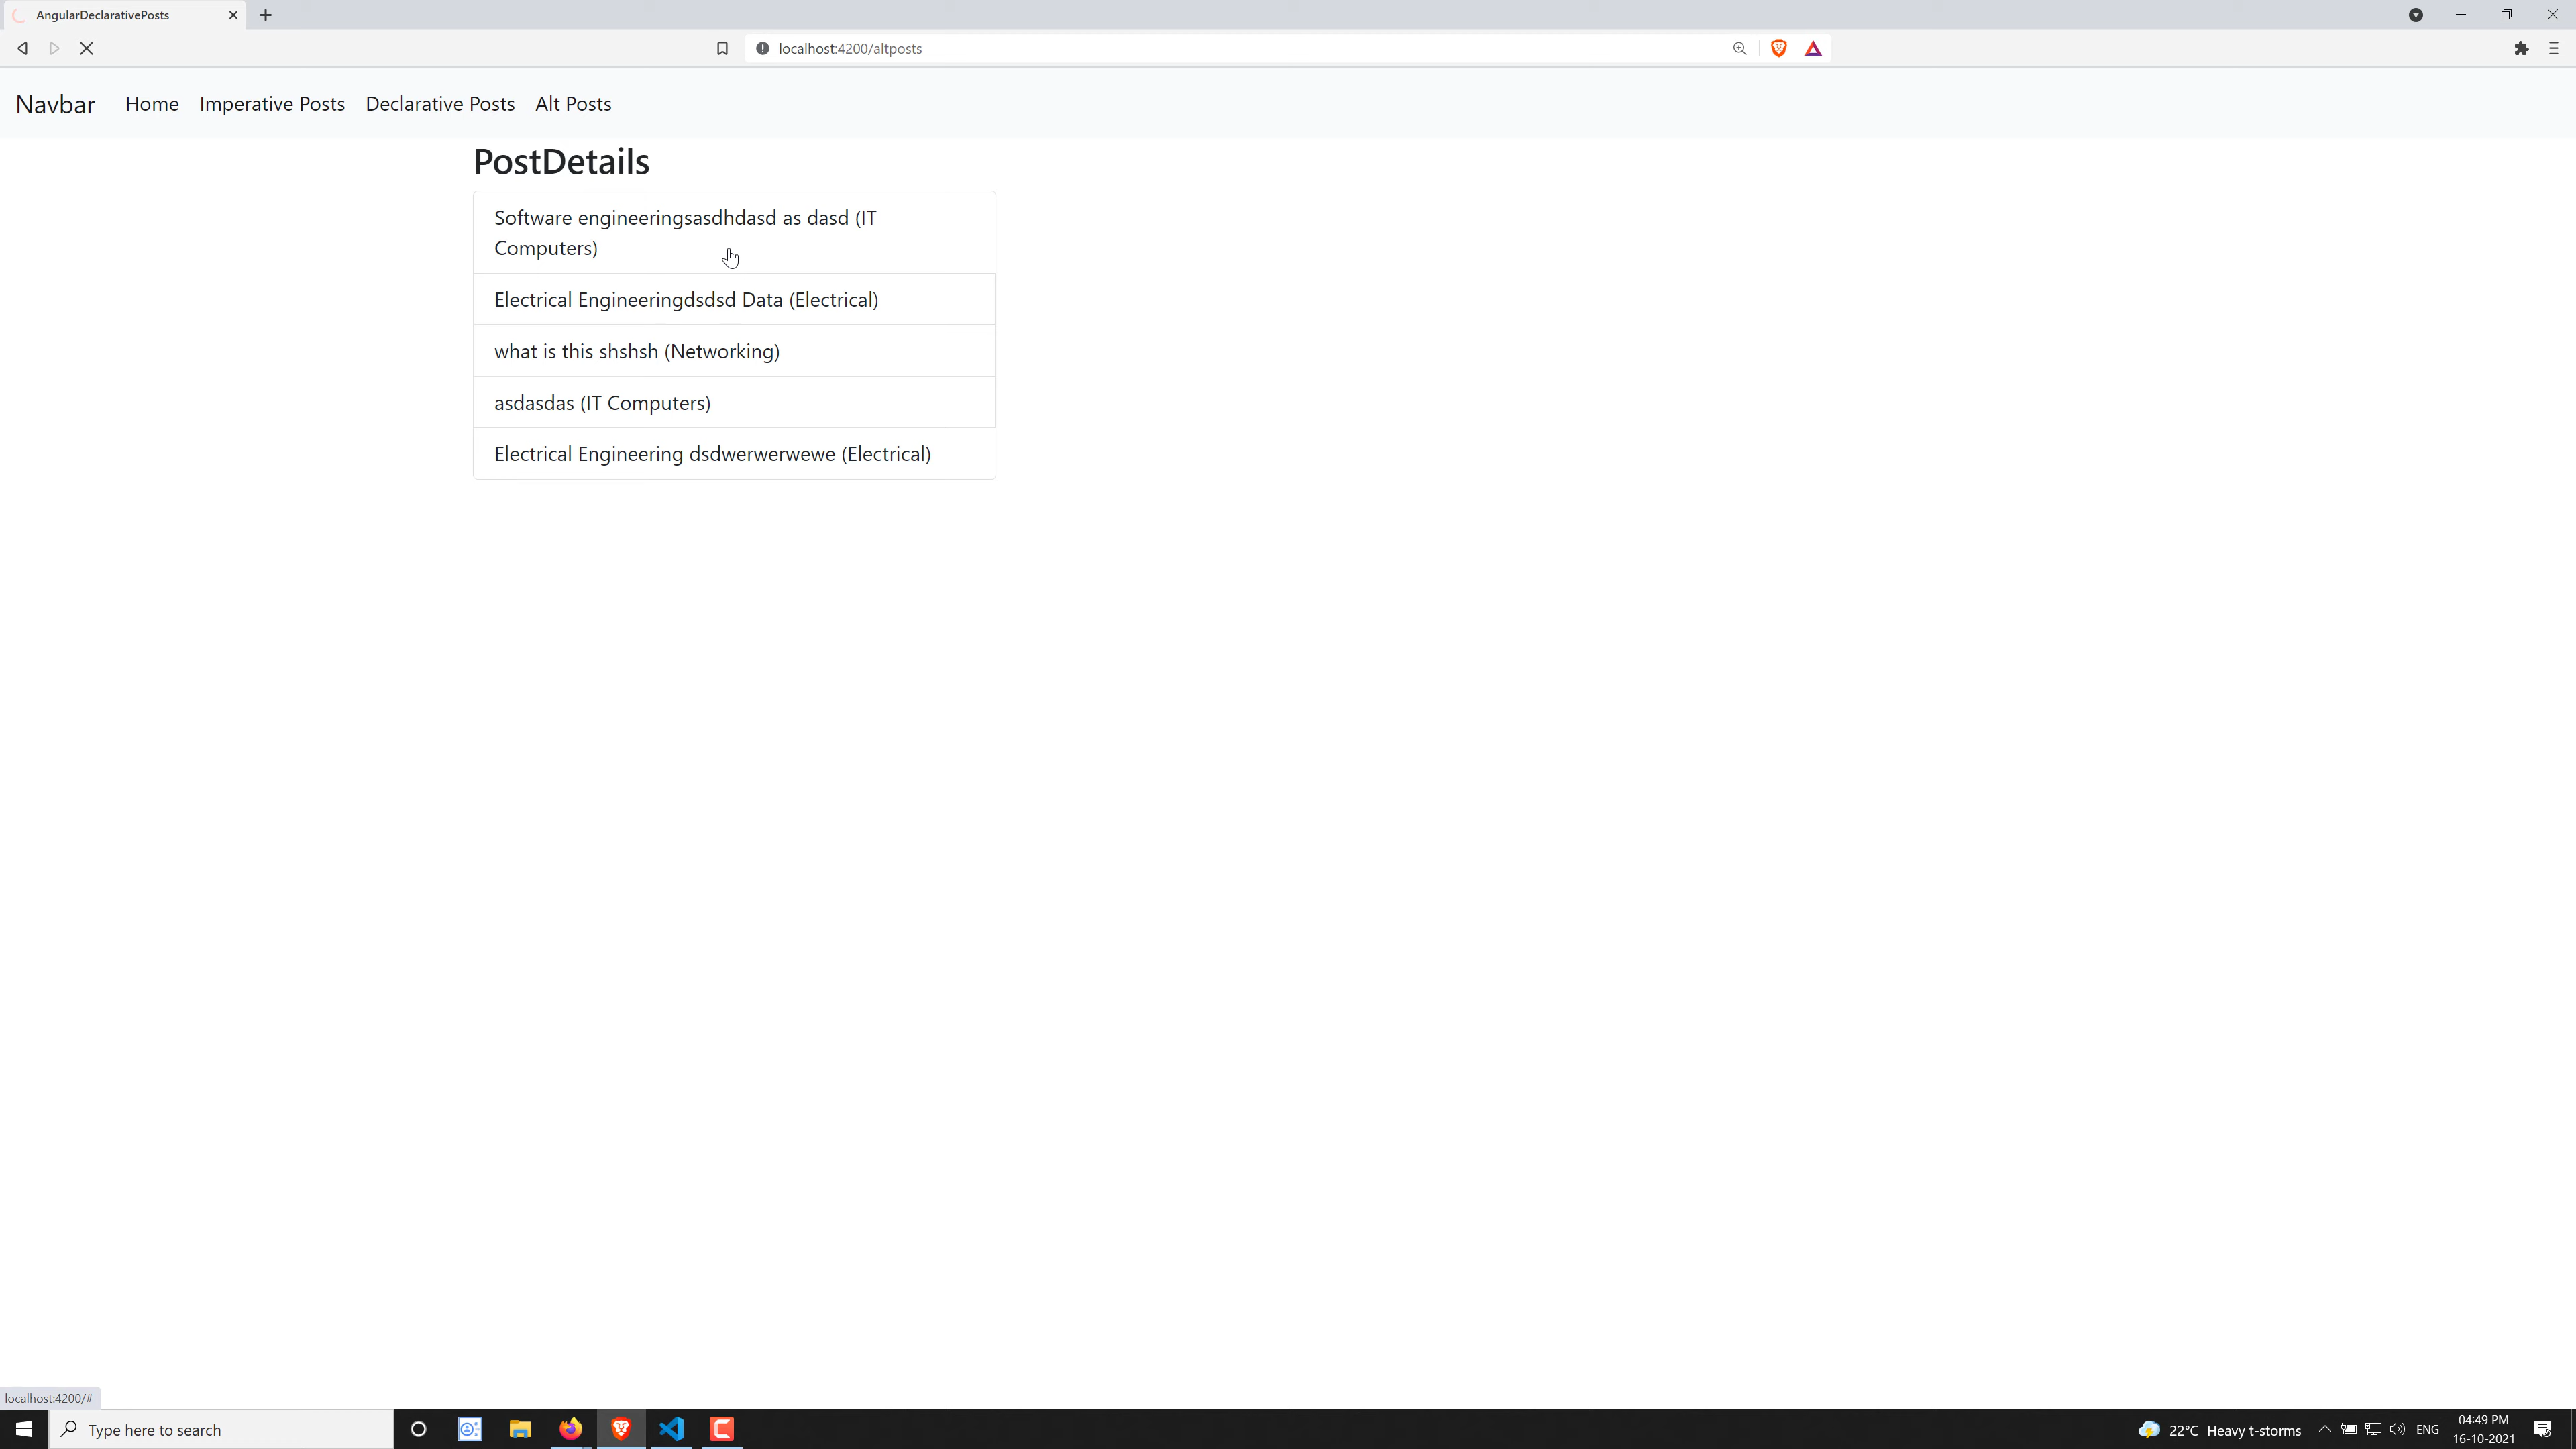 AngularDeclarativePosts
localhost:4200/altposts
Navbar Home Imperative Posts Declarative Posts Alt Posts
PostDetails
Software engineeringsasdhdasd as dasd (IT
Computers)
Electrical Engineeringdsdsd Data (Electrical)
what is this shshsh (Networking)
asdasdas (IT Computers)
Electrical Engineering dsdwerwerwewe (Electrical)
localhost:4200/#
Type here to search
22°C Heavy t-storms
ENG
04:49 PM
16-10-2021